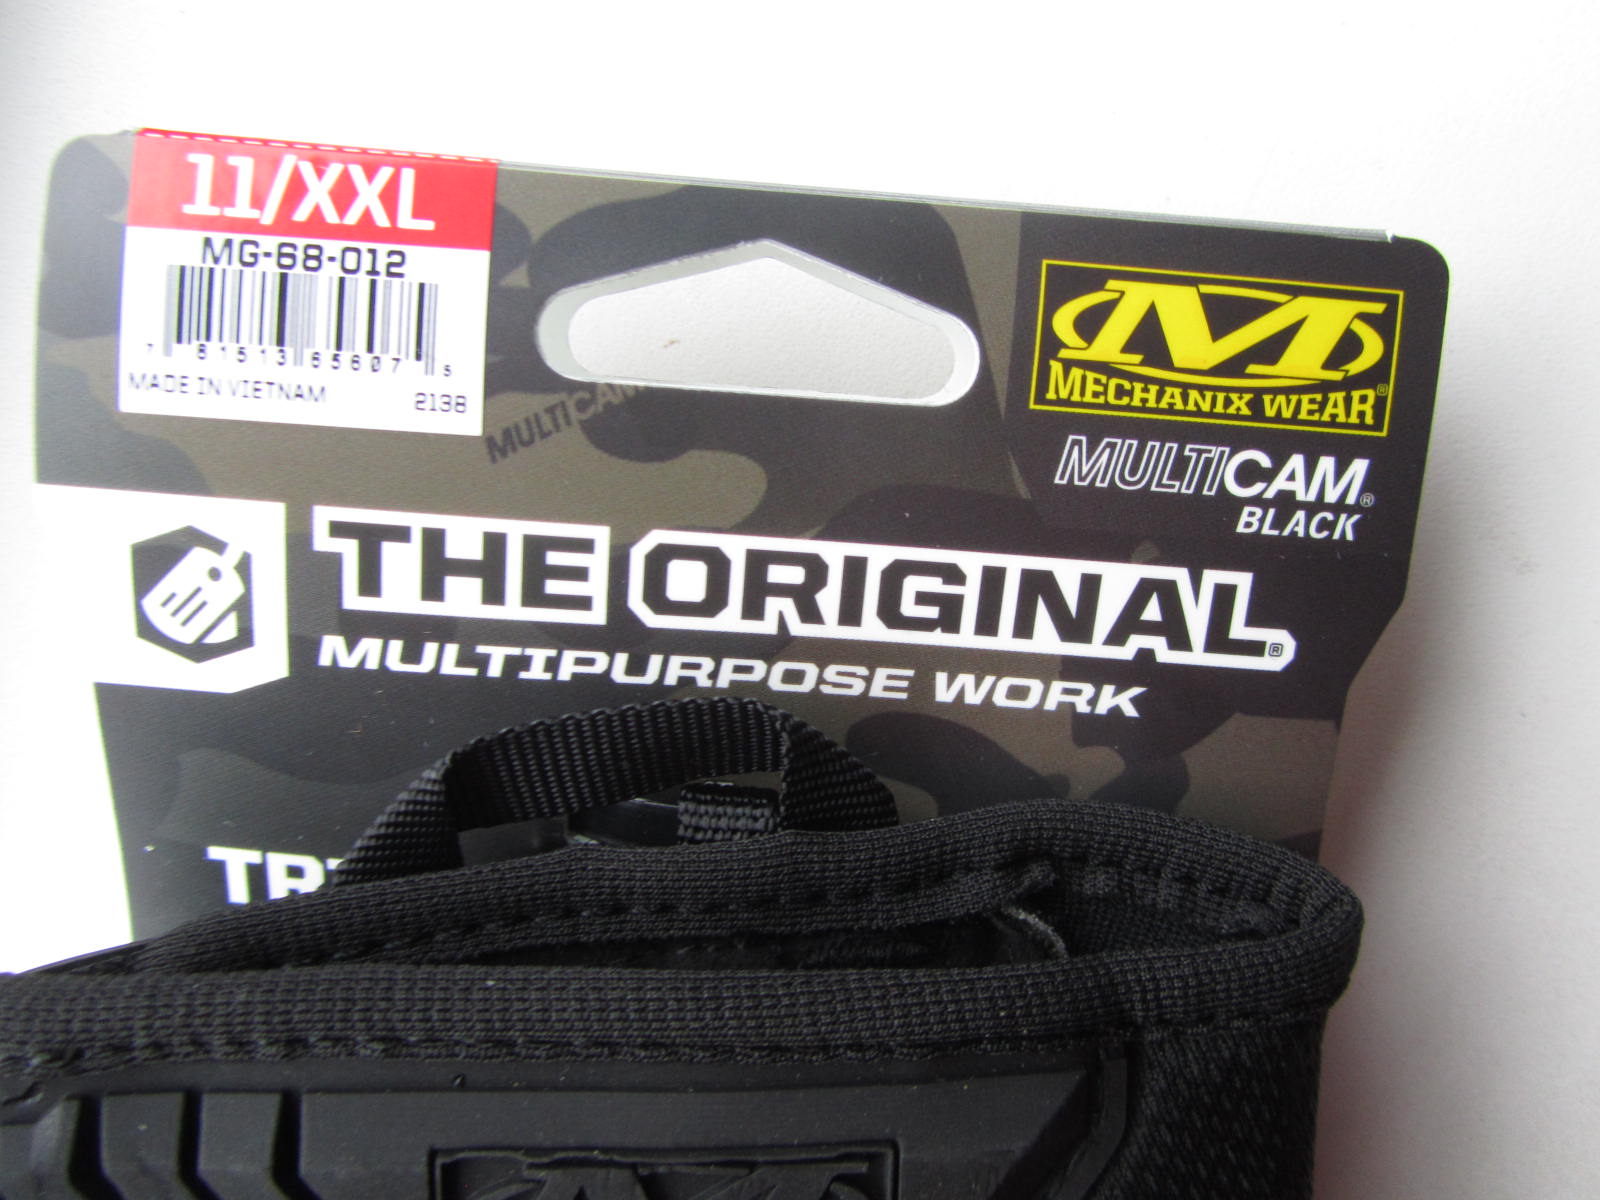 11/XXL
MG-68-012
7 81513 65607 5
MADE IN VIETNAM 2138
MULTICAM
MECHANIX WEAR®
MULTICAM®
BLACK
THE ORIGINAL®
MULTIPURPOSE WORK